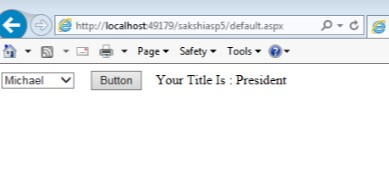 http://localhost:49179/sakshiasp5/default.aspx
Page Safety Tools
Michael Button Your Title Is : President